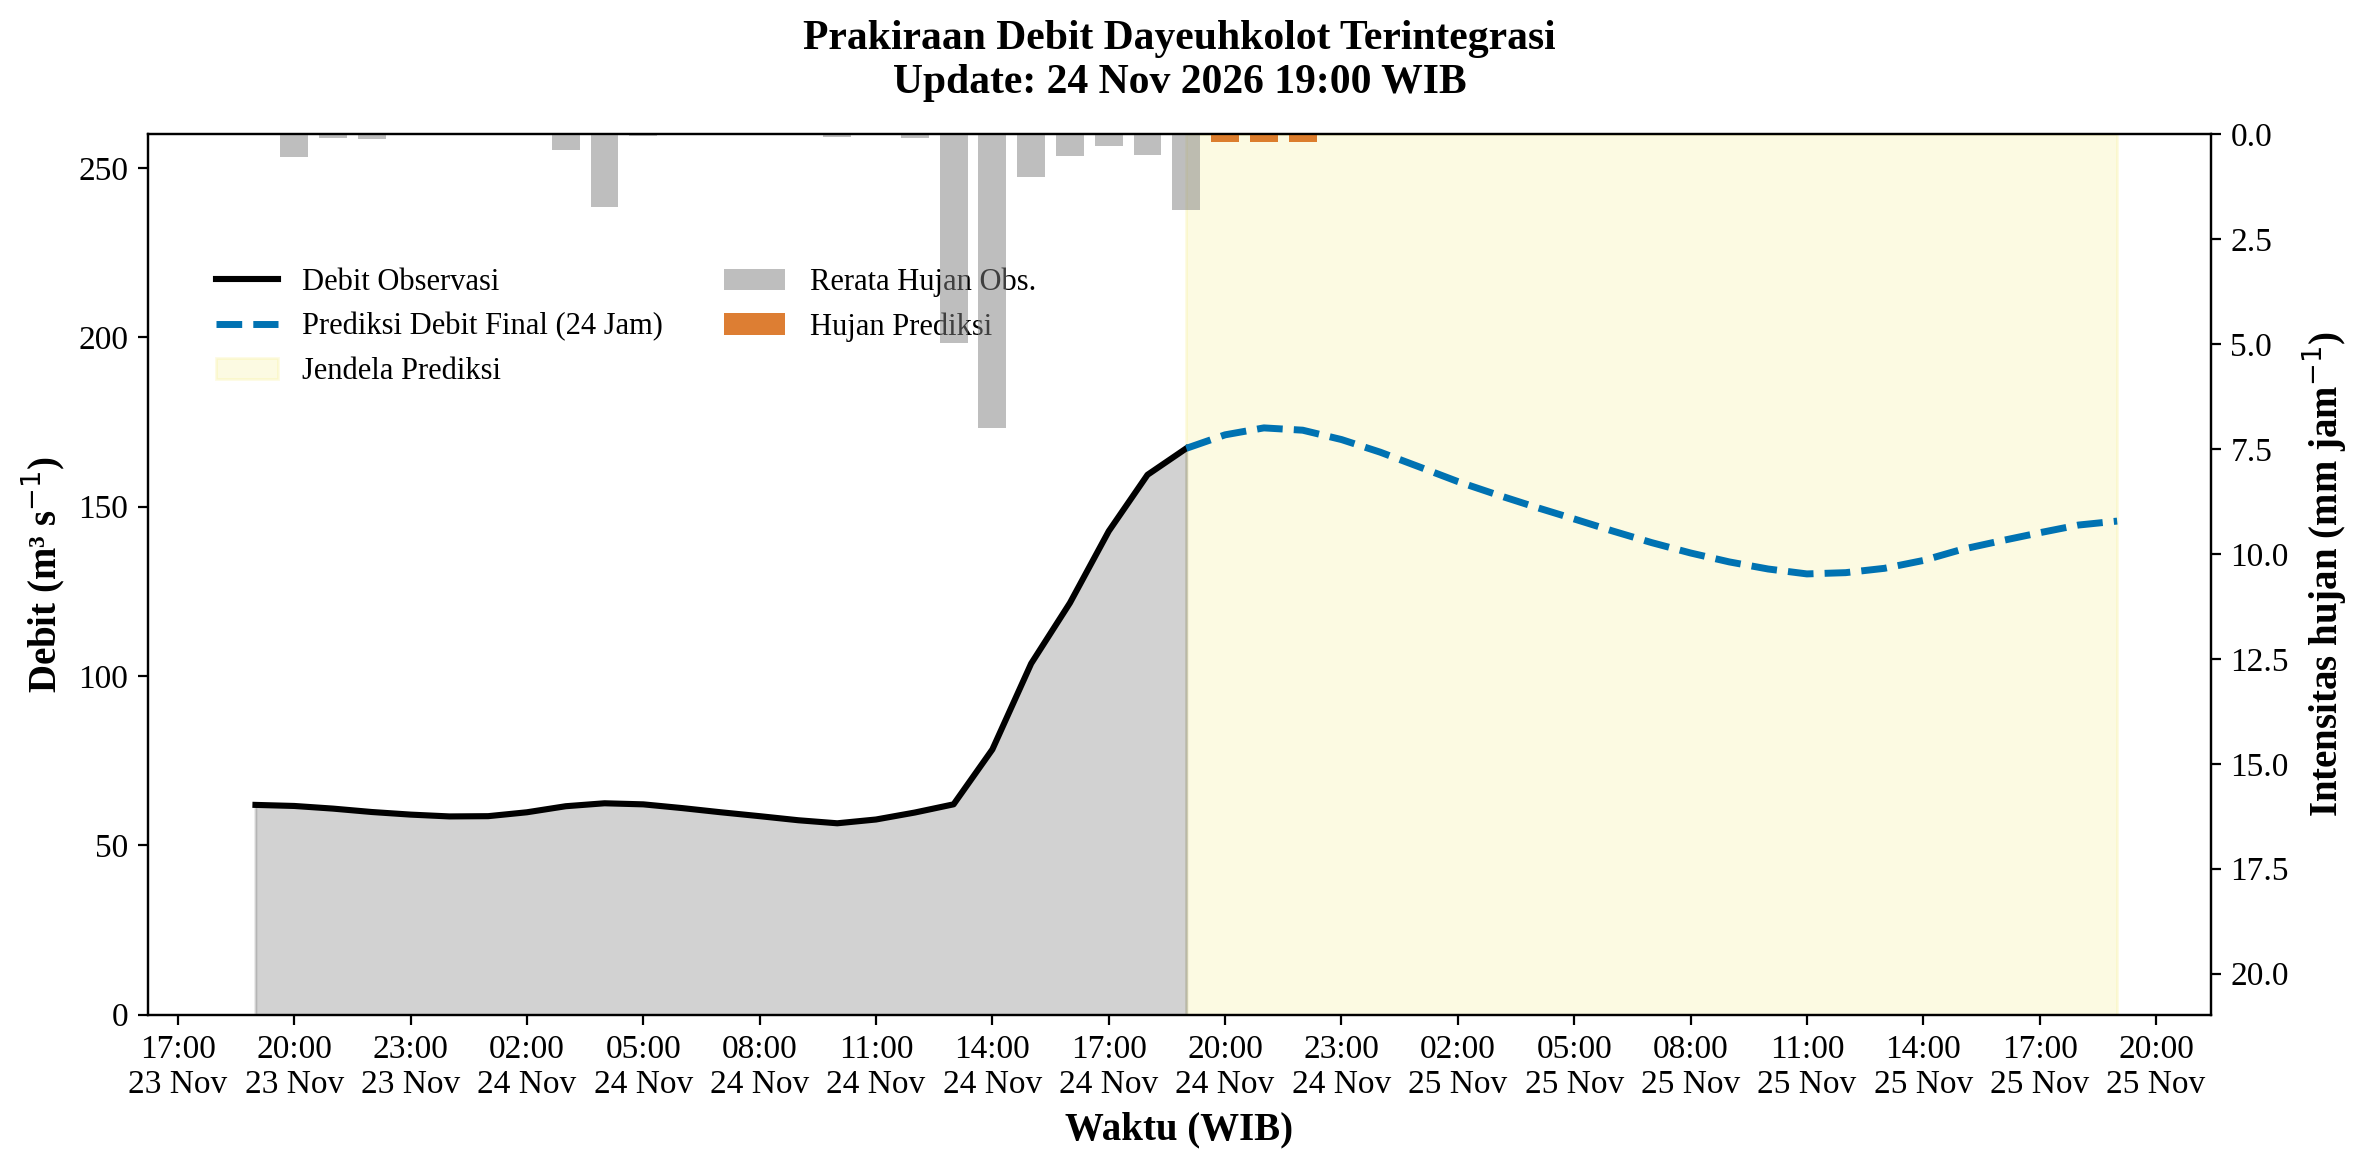 Prakiraan Debit Dayeuhkolot Terintegrasi
Update: 24 Nov 2026 19:00 WIB
Debit Observasi
Prediksi Debit Final (24 Jam)
Jendela Prediksi
Rerata Hujan Obs.
Hujan Prediksi
Debit (m³ s⁻¹)
250
200
150
100
50
0
0.0
2.5
5.0
7.5
10.0
12.5
15.0
17.5
20.0
Intensitas hujan (mm jam⁻¹)
17:00 20:00 23:00 02:00 05:00 08:00 11:00 14:00 17:00 20:00 23:00 02:00 05:00 08:00 11:00 14:00 17:00 20:00
23 Nov 23 Nov 23 Nov 24 Nov 24 Nov 24 Nov 24 Nov 24 Nov 24 Nov 24 Nov 24 Nov 25 Nov 25 Nov 25 Nov 25 Nov 25 Nov 25 Nov 25 Nov
Waktu (WIB)